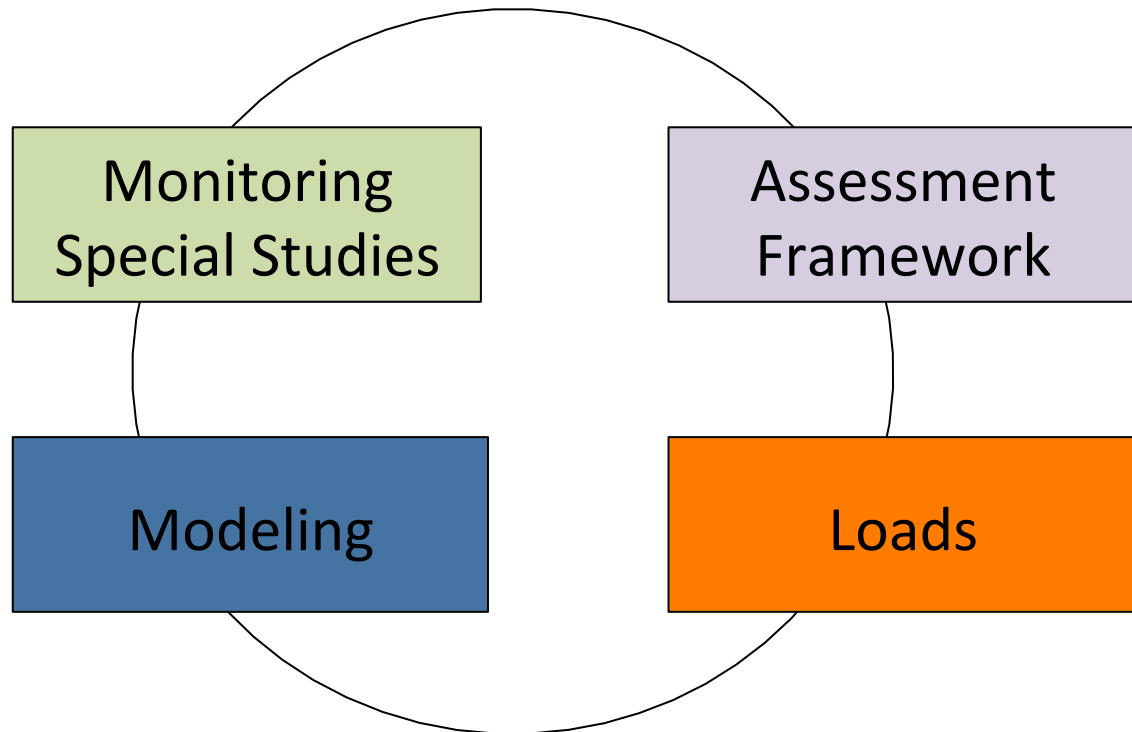 Monitoring
Special Studies
Assessment
Framework
Modeling
Loads